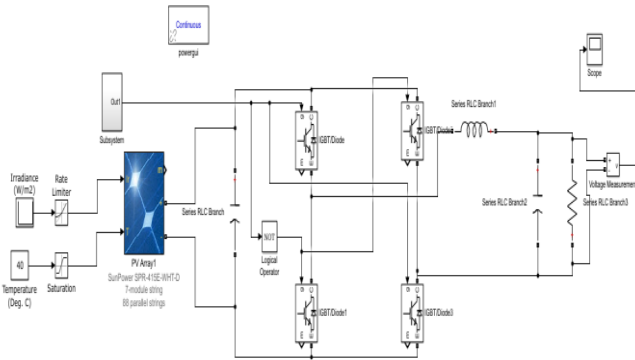 Continuous
powergui
Scope
Out1
Subsystem
IGBT/Diode
IGBT/Diode2
Series RLC Branch1
Irradiance
(W/m2)
Rate
Limiter
Series RLC Branch
Series RLC Branch2
Voltage Measurement
Series RLC Branch3
NOT
Logical
Operator
40
Temperature
(Deg. C)
Saturation
PV Array1
SunPower SPR-415E-WHT-D
7-module string
88 parallel strings
IGBT/Diode1
IGBT/Diode3